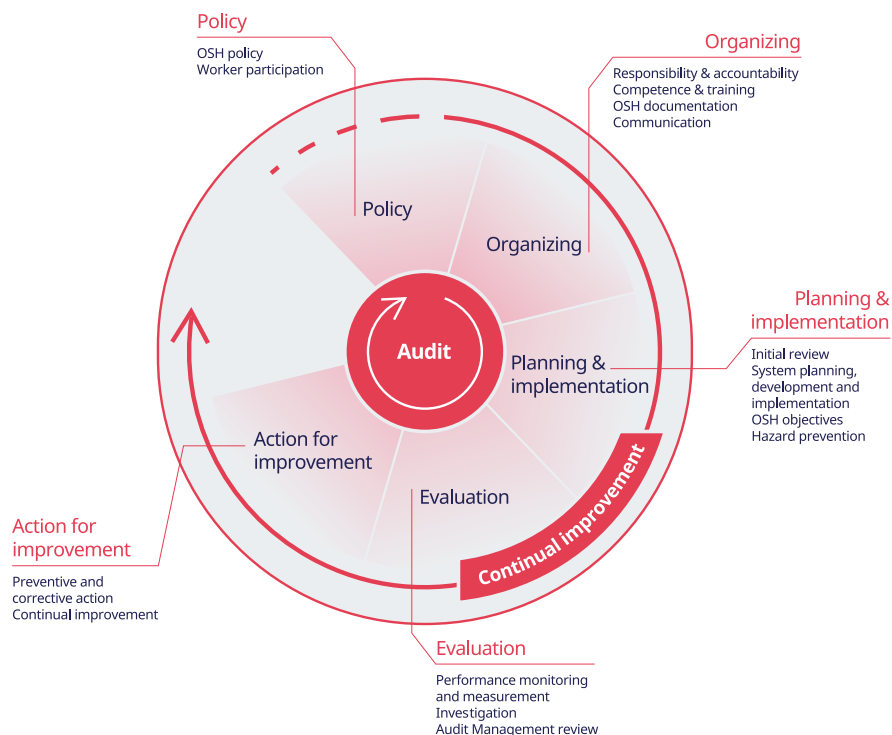 Policy
OSH policy
Worker participation
Organizing
Responsibility & accountability
Competence & training
OSH documentation
Communication
Policy
Organizing
Planning &
implementation
Initial review
System planning,
development and
implementation
OSH objectives
Hazard prevention
Audit
Planning &
implementation
Action for
improvement
Evaluation
Continual improvement
Action for
improvement
Preventive and
corrective action
Continual improvement
Evaluation
Performance monitoring
and measurement
Investigation
Audit Management review